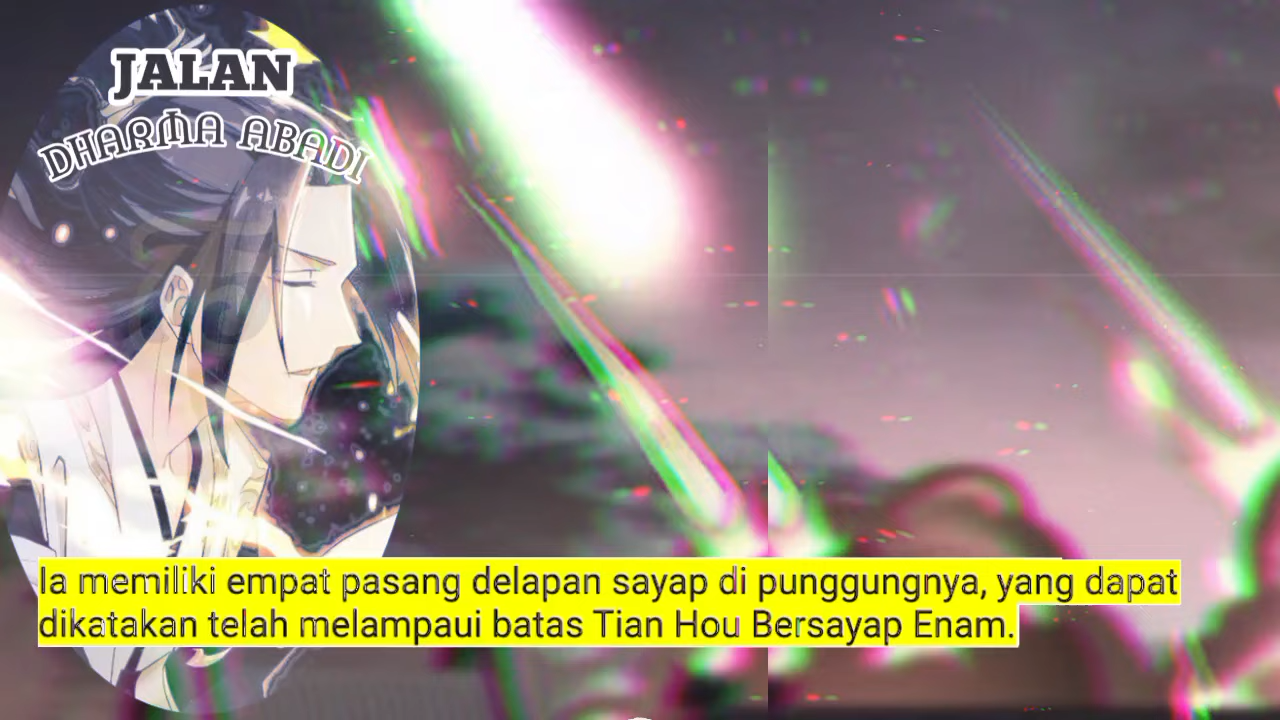 JALAN
DHARMA ABADI
Ia memiliki empat pasang delapan sayap di punggungnya, yang dapat
dikatakan telah melampaui batas Tian Hou Bersayap Enam.